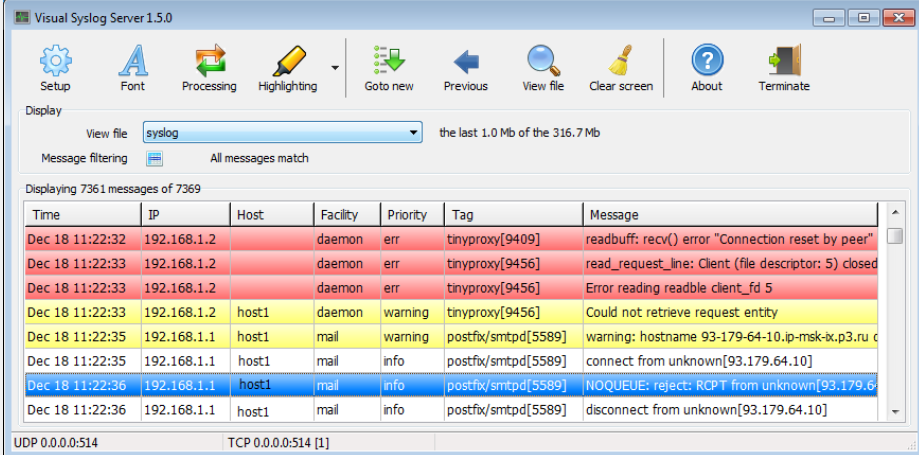 Visual Syslog Server 1.5.0
Setup Font Processing Highlighting Goto new Previous View file Clear screen About Terminate
Display
View file syslog the last 1.0 Mb of the 316.7 Mb
Message filtering All messages match
Displaying 7361 messages of 7369
Time IP Host Facility Priority Tag Message
Dec 18 11:22:32 192.168.1.2 daemon err tinyproxy[9409] readbuff: recv() error "Connection reset by peer"
Dec 18 11:22:33 192.168.1.2 daemon err tinyproxy[9456] read_request_line: Client (file descriptor: 5) closed
Dec 18 11:22:33 192.168.1.2 daemon err tinyproxy[9456] Error reading readble client_fd 5
Dec 18 11:22:33 192.168.1.2 host1 daemon warning tinyproxy[9456] Could not retrieve request entity
Dec 18 11:22:35 192.168.1.1 host1 mail warning postfix/smtpd[5589] warning: hostname 93-179-64-10.ip-msk-ix.p3.ru
Dec 18 11:22:35 192.168.1.1 host1 mail info postfix/smtpd[5589] connect from unknown[93.179.64.10]
Dec 18 11:22:36 192.168.1.1 host1 mail info postfix/smtpd[5589] NOQUEUE: reject: RCPT from unknown[93.179.6
Dec 18 11:22:36 192.168.1.1 host1 mail info postfix/smtpd[5589] disconnect from unknown[93.179.64.10]
UDP 0.0.0.0:514 TCP 0.0.0.0:514 [1]